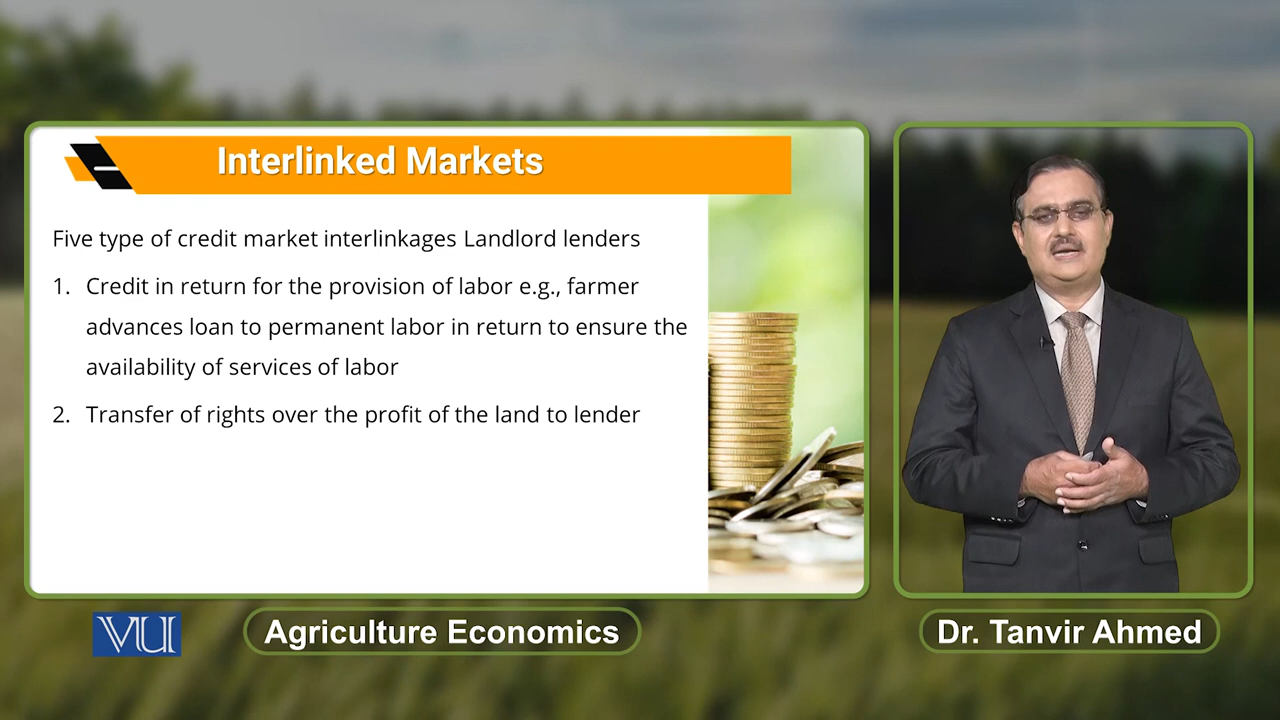 Interlinked Markets
Five type of credit market interlinkages Landlord lenders
1. Credit in return for the provision of labor e.g., farmer
advances loan to permanent labor in return to ensure the
availability of services of labor
2. Transfer of rights over the profit of the land to lender
VU
Agriculture Economics
Dr. Tanvir Ahmed